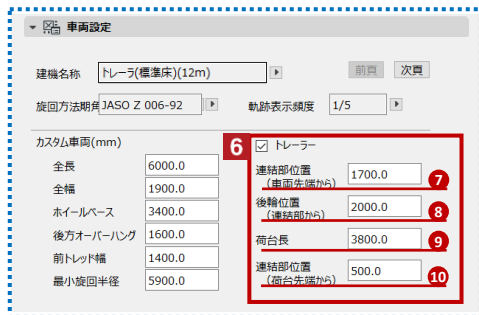 車両設定
建機名称 トレーラ(標準床)(12m) 前頁 次頁
旋回方法期角 JASO Z 006-92 軌跡表示頻度 1/5
カスタム車両(mm) 6 トレーラー
全長 6000.0
全幅 1900.0
ホイールベース 3400.0
後方オーバーハング 1600.0
前トレッド幅 1400.0
最小旋回半径 5900.0
連結部位置
(車両先端から) 1700.0 7
後輪位置
(連結部から) 2000.0 8
荷台長 3800.0 9
連結部位置
(荷台先端から) 500.0 10